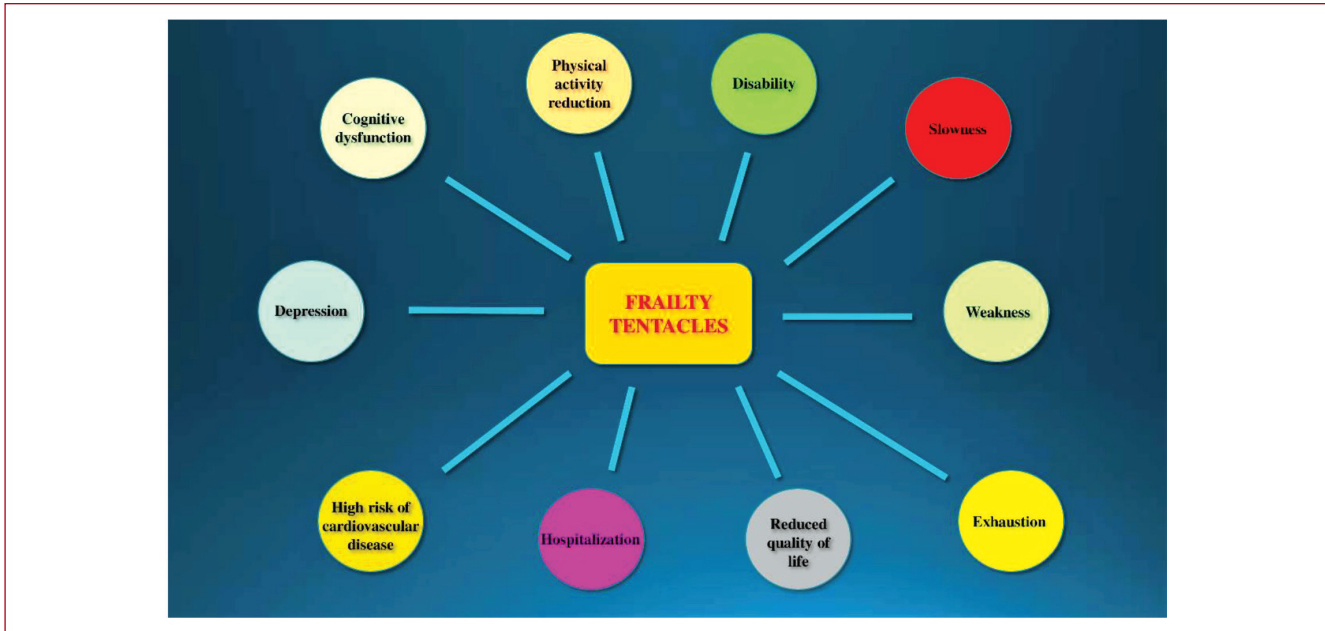 Physical
activity
reduction
Disability
Cognitive
dysfunction
Slowness
Depression
FRAILTY
TENTACLES
Weakness
High risk of
cardiovascular
disease
Hospitalization
Reduced
quality of
life
Exhaustion